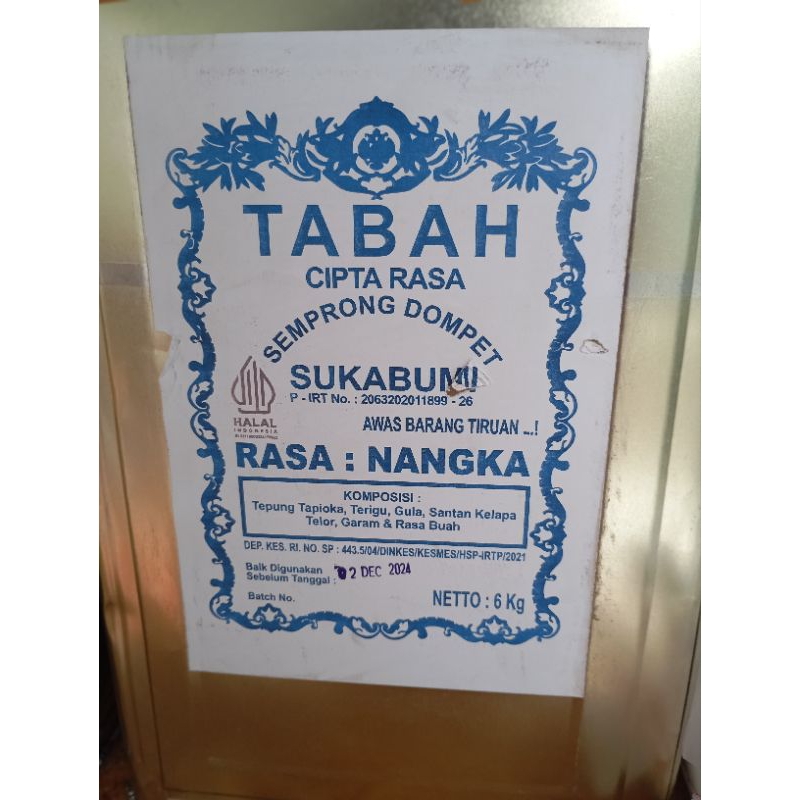 TABAH
CIPTA RASA
SEMPRONG DOMPET
SUKABUMI
P - IRT No. : 2063202011899 - 26
HALAL
INDONESIA
AWAS BARANG TIRUAN ...!
RASA : NANGKA
KOMPOSISI :
Tepung Tapioka, Terigu, Gula, Santan Kelapa
Telor, Garam & Rasa Buah
DEP. KES. RI. NO. SP : 443.5/04/DINKES/KESMES/HSP-IRTP/2021
Baik Digunakan
Sebelum Tanggal : 02 DEC 2024
Batch No.
NETTO : 6 Kg